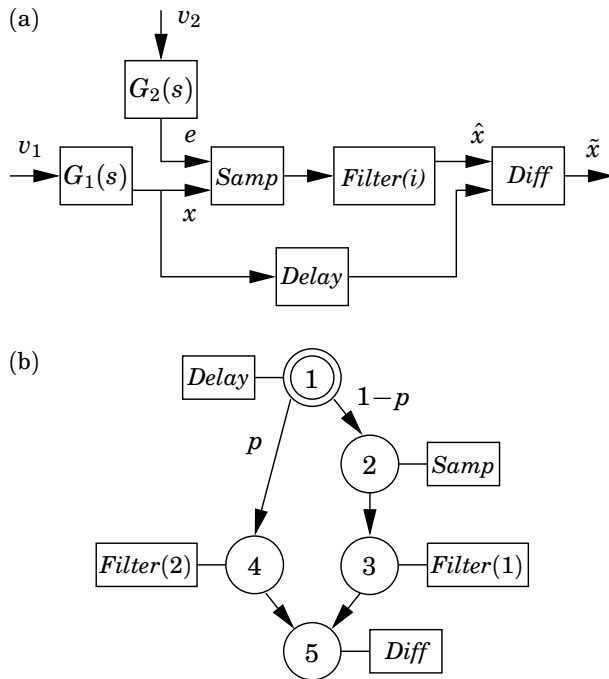 (a)
v₂
G₂(s)
e
v₁
G₁(s)
x
Samp
Filter(i)
x̂
Diff
x̃
Delay
(b)
Delay
1
1−p
p
2
Samp
Filter(2)
4
3
Filter(1)
5
Diff